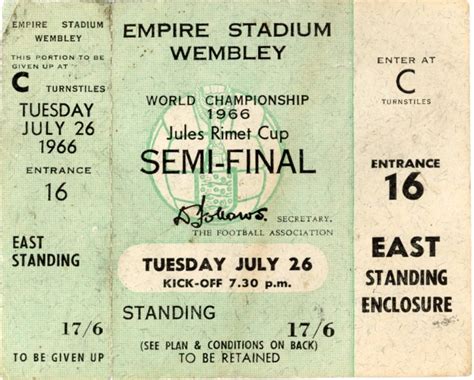 EMPIRE STADIUM
WEMBLEY
THIS PORTION TO BE
GIVEN UP AT
C
TURNSTILES
TUESDAY
JULY 26
1966
ENTRANCE
16
EAST
STANDING
17/6
TO BE GIVEN UP
EMPIRE STADIUM
WEMBLEY
WORLD CHAMPIONSHIP
1966
Jules Rimet Cup
SEMI-FINAL
D Follows.
SECRETARY.
THE FOOTBALL ASSOCIATION
TUESDAY JULY 26
KICK-OFF 7.30 p.m.
STANDING
17/6
(SEE PLAN & CONDITIONS ON BACK)
TO BE RETAINED
ENTER AT
C
TURNSTILES
ENTRANCE
16
EAST
STANDING
ENCLOSURE